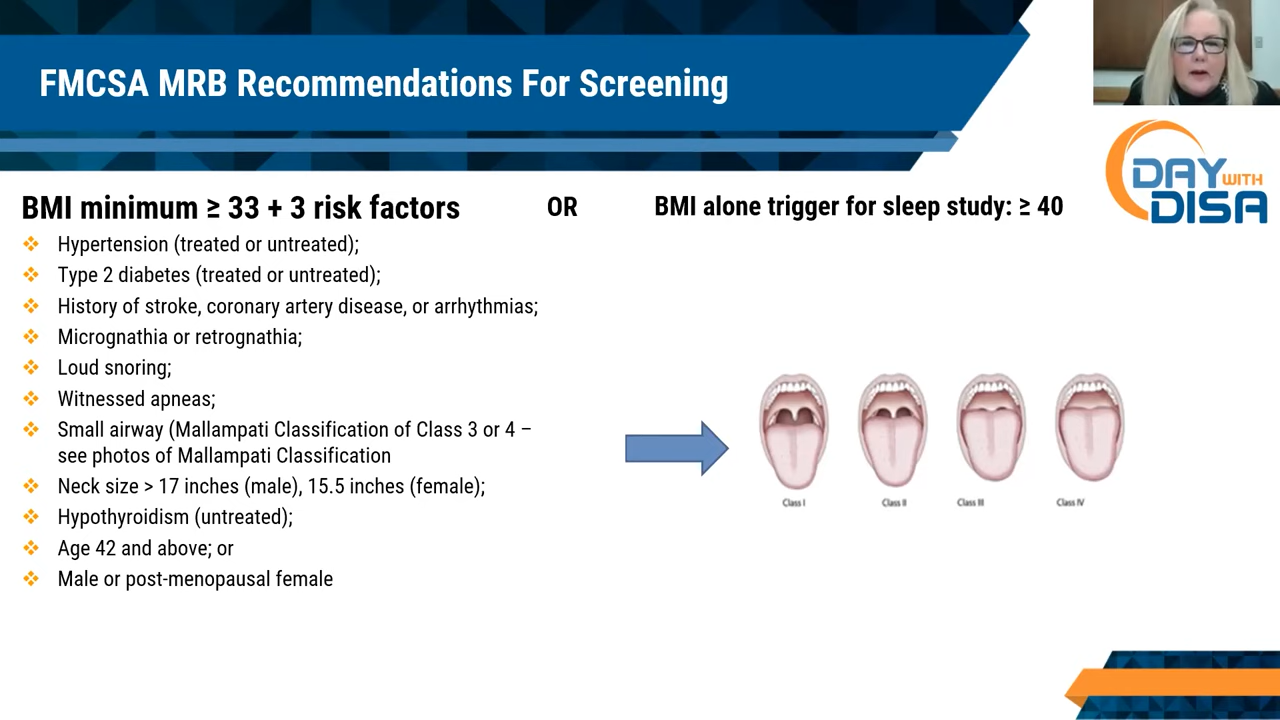 FMCSA MRB Recommendations For Screening
DAY WITH
DISA
BMI minimum ≥ 33 + 3 risk factors
OR
BMI alone trigger for sleep study: ≥ 40
Hypertension (treated or untreated);
Type 2 diabetes (treated or untreated);
History of stroke, coronary artery disease, or arrhythmias;
Micrognathia or retrognathia;
Loud snoring;
Witnessed apneas;
Small airway (Mallampati Classification of Class 3 or 4 –
see photos of Mallampati Classification
Neck size > 17 inches (male), 15.5 inches (female);
Hypothyroidism (untreated);
Age 42 and above; or
Male or post-menopausal female
Class I
Class II
Class III
Class IV